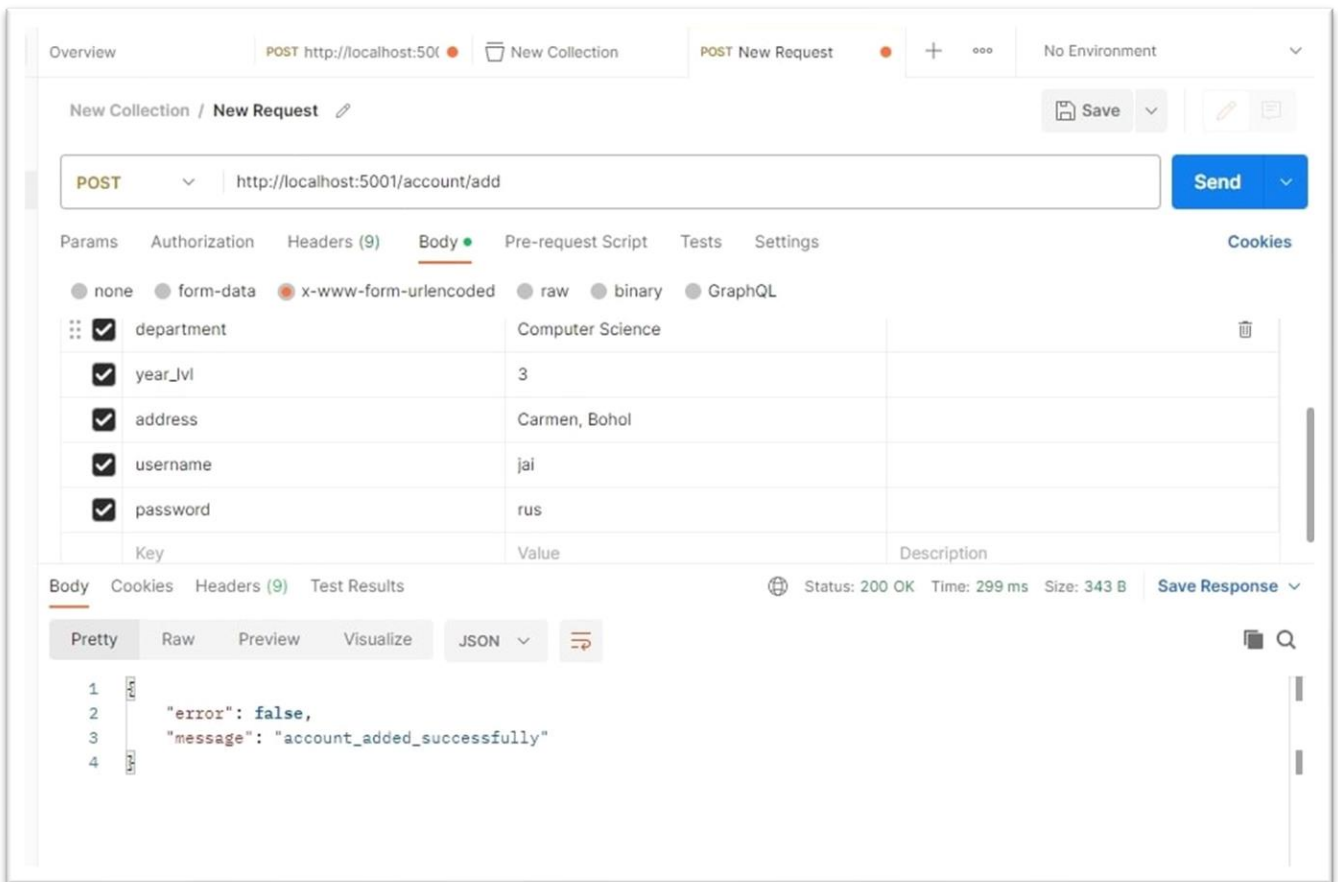 Overview POST http://localhost:50( New Collection POST New Request No Environment
New Collection / New Request Save
POST http://localhost:5001/account/add Send
Params Authorization Headers (9) Body Pre-request Script Tests Settings Cookies
none form-data x-www-form-urlencoded raw binary GraphQL
department Computer Science
year_lvl 3
address Carmen, Bohol
username jai
password rus
Key Value Description
Body Cookies Headers (9) Test Results Status: 200 OK Time: 299 ms Size: 343 B Save Response
Pretty Raw Preview Visualize JSON
1 {
2 "error": false,
3 "message": "account_added_successfully"
4 }